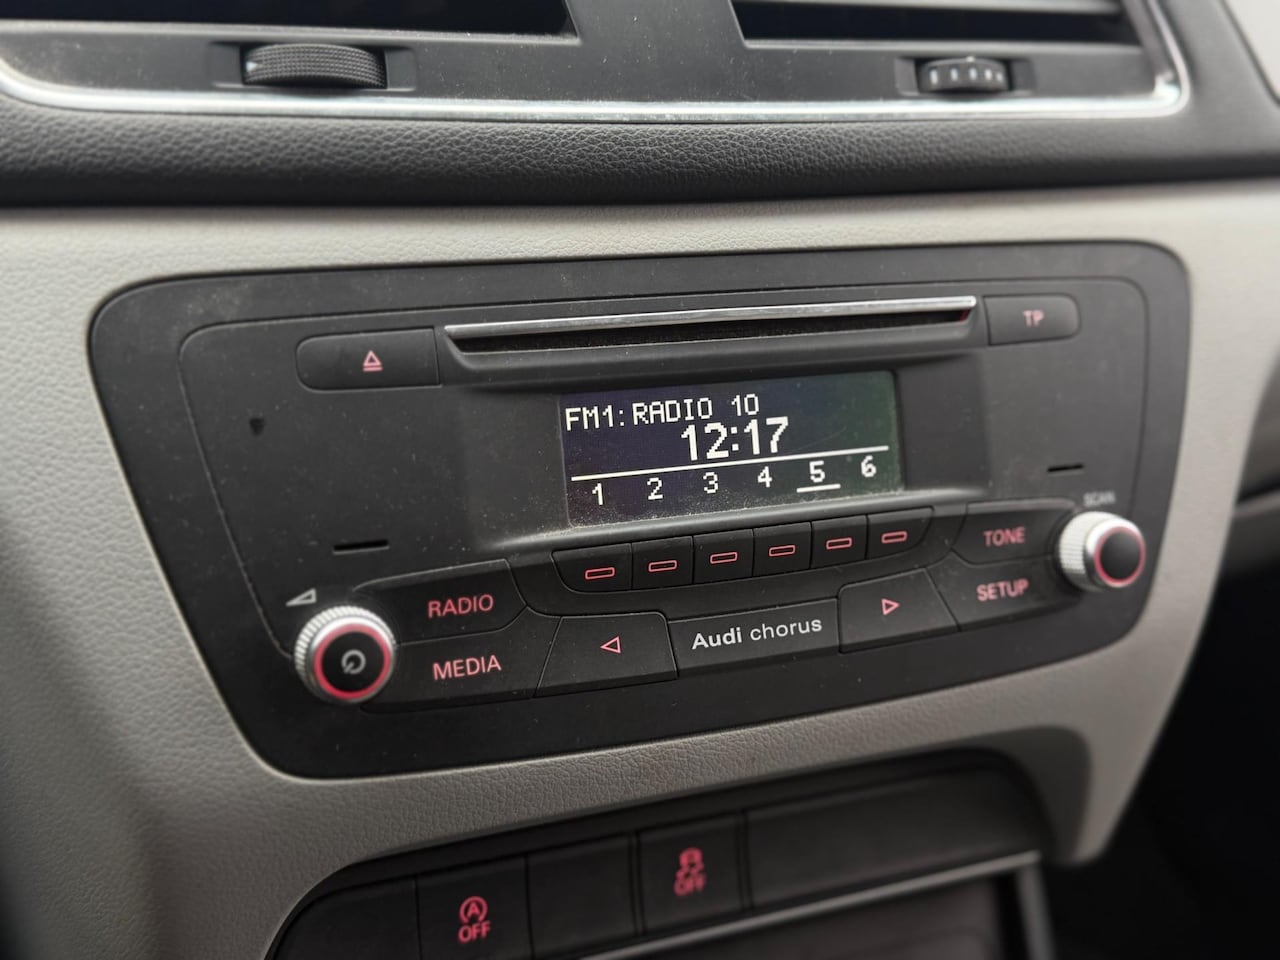 TP
FM1:RADIO 10
12:17
1 2 3 4 5 6
SCAN
TONE
RADIO
SETUP
Audi chorus
MEDIA
A
OFF
OFF